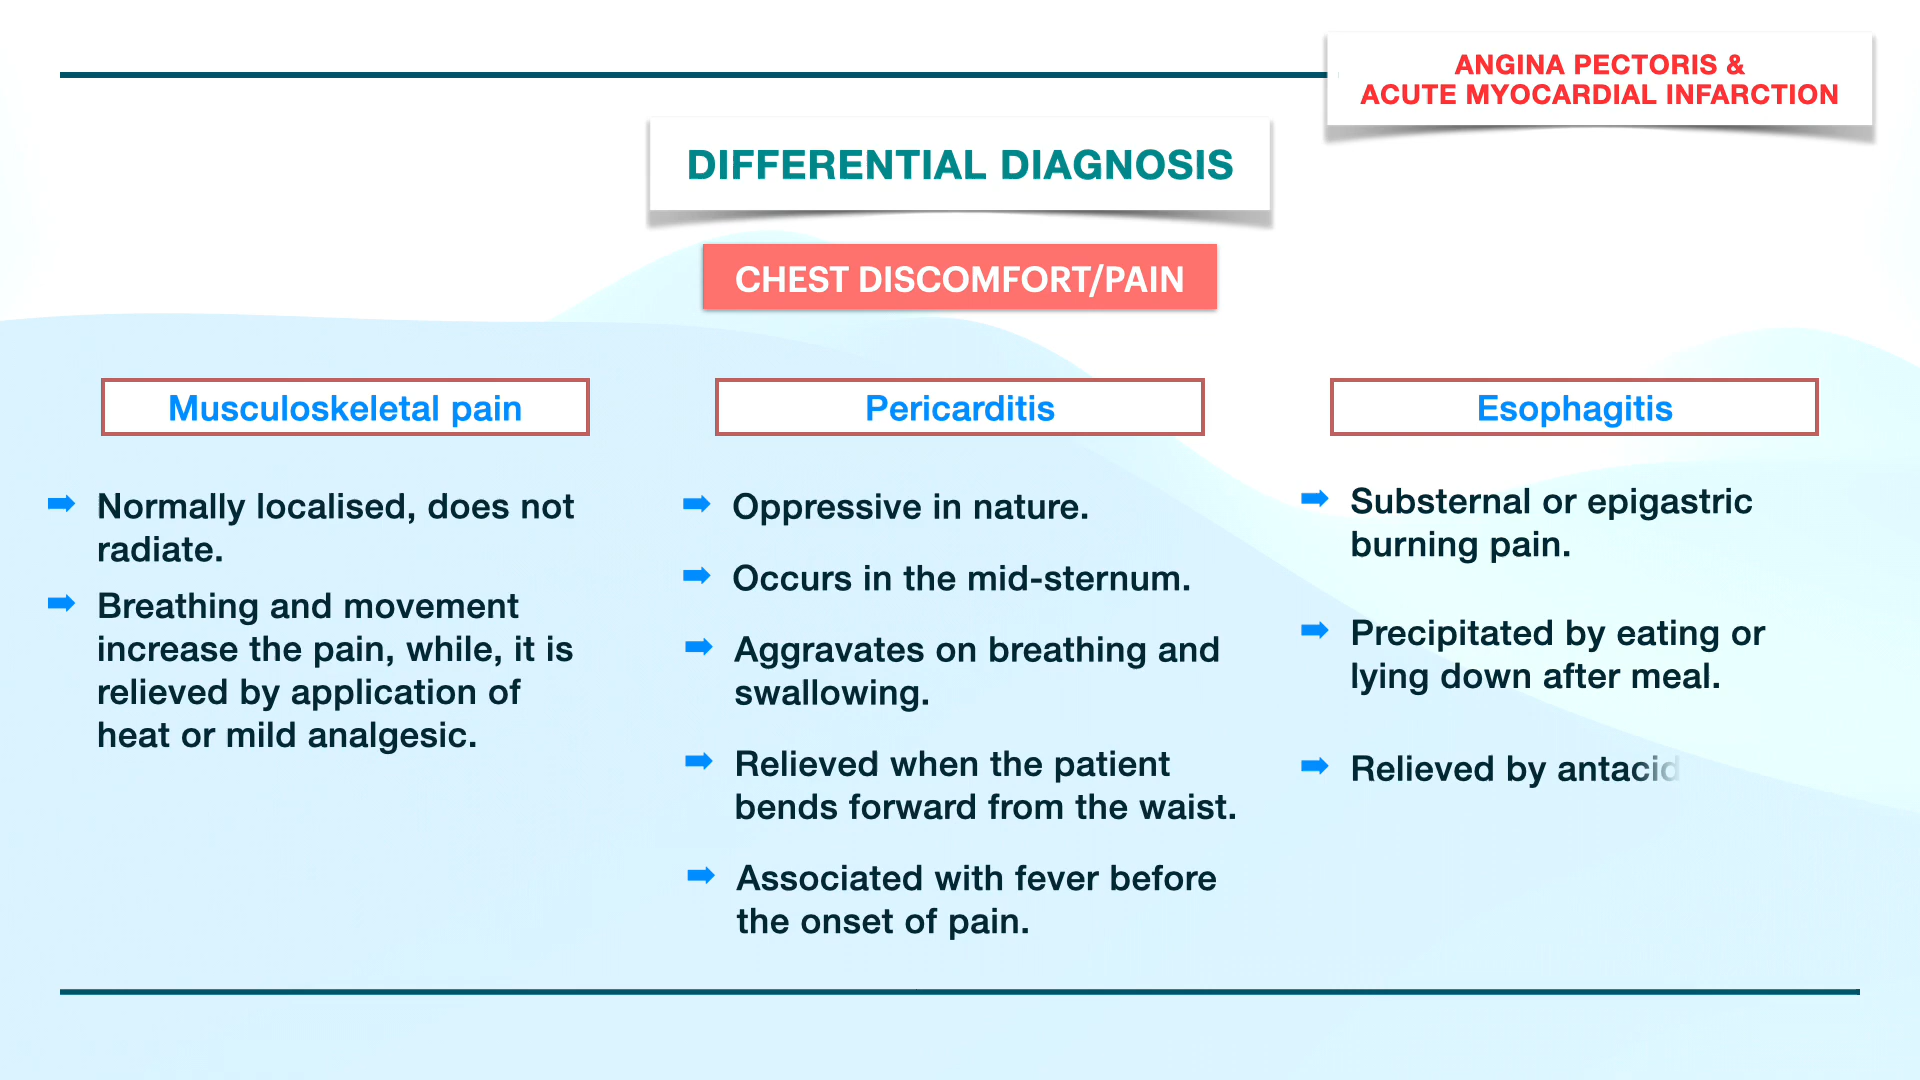 ANGINA PECTORIS &
ACUTE MYOCARDIAL INFARCTION
DIFFERENTIAL DIAGNOSIS
CHEST DISCOMFORT/PAIN
Musculoskeletal pain
Normally localised, does not
radiate.
Breathing and movement
increase the pain, while, it is
relieved by application of
heat or mild analgesic.
Pericarditis
Oppressive in nature.
Occurs in the mid-sternum.
Aggravates on breathing and
swallowing.
Relieved when the patient
bends forward from the waist.
Associated with fever before
the onset of pain.
Esophagitis
Substernal or epigastric
burning pain.
Precipitated by eating or
lying down after meal.
Relieved by antacid